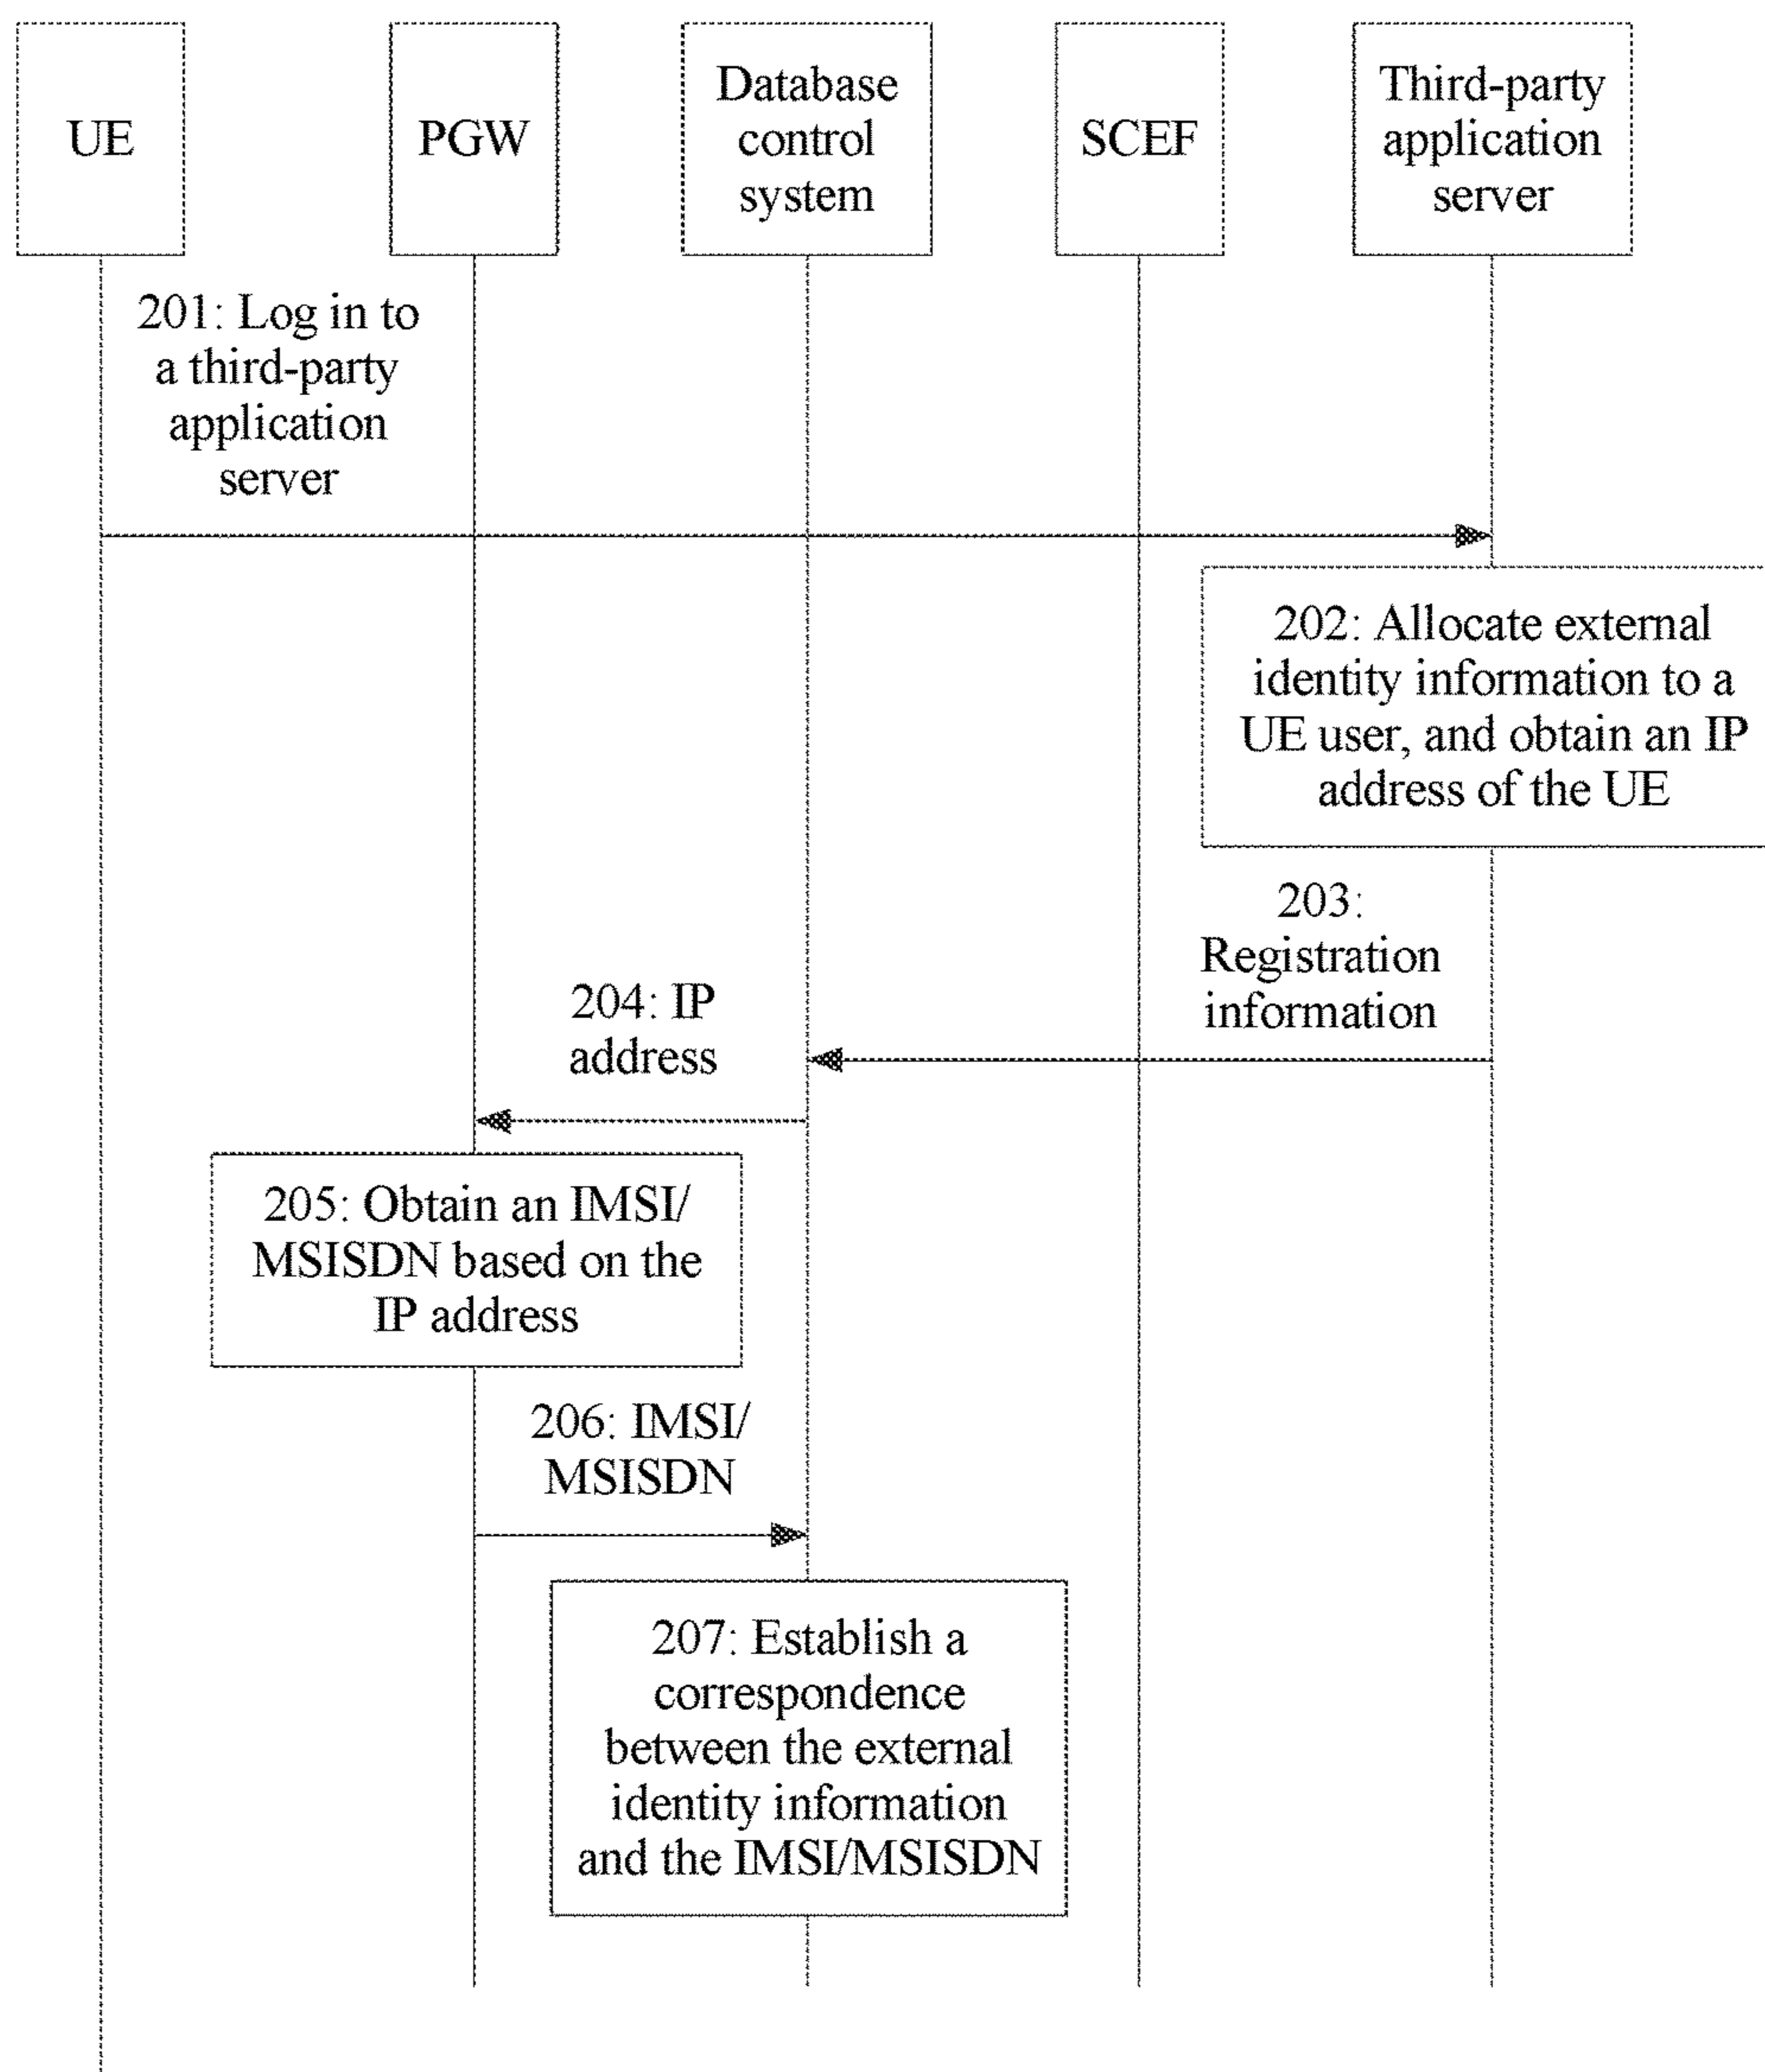 UE
PGW
Database
control
system
SCEF
Third-party
application
server
201: Log in to
a third-party
application
server
202: Allocate external
identity information to a
UE user, and obtain an IP
address of the UE
203:
Registration
information
204: IP
address
205: Obtain an IMSI/
MSISDN based on the
IP address
206: IMSI/
MSISDN
207: Establish a
correspondence
between the external
identity information
and the IMSI/MSISDN